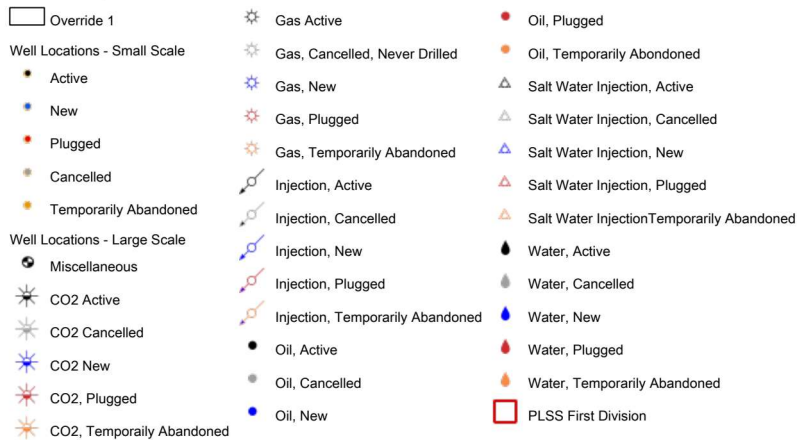 Override 1
Well Locations - Small Scale
Active
New
Plugged
Cancelled
Temporarily Abandoned
Well Locations - Large Scale
Miscellaneous
CO2 Active
CO2 Cancelled
CO2 New
CO2, Plugged
CO2, Temporaily Abandoned
Gas Active
Gas, Cancelled, Never Drilled
Gas, New
Gas, Plugged
Gas, Temporarily Abandoned
Injection, Active
Injection, Cancelled
Injection, New
Injection, Plugged
Injection, Temporarily Abandoned
Oil, Active
Oil, Cancelled
Oil, New
Oil, Plugged
Oil, Temporarily Abondoned
Salt Water Injection, Active
Salt Water Injection, Cancelled
Salt Water Injection, New
Salt Water Injection, Plugged
Salt Water InjectionTemporarily Abandoned
Water, Active
Water, Cancelled
Water, New
Water, Plugged
Water, Temporarily Abandoned
PLSS First Division